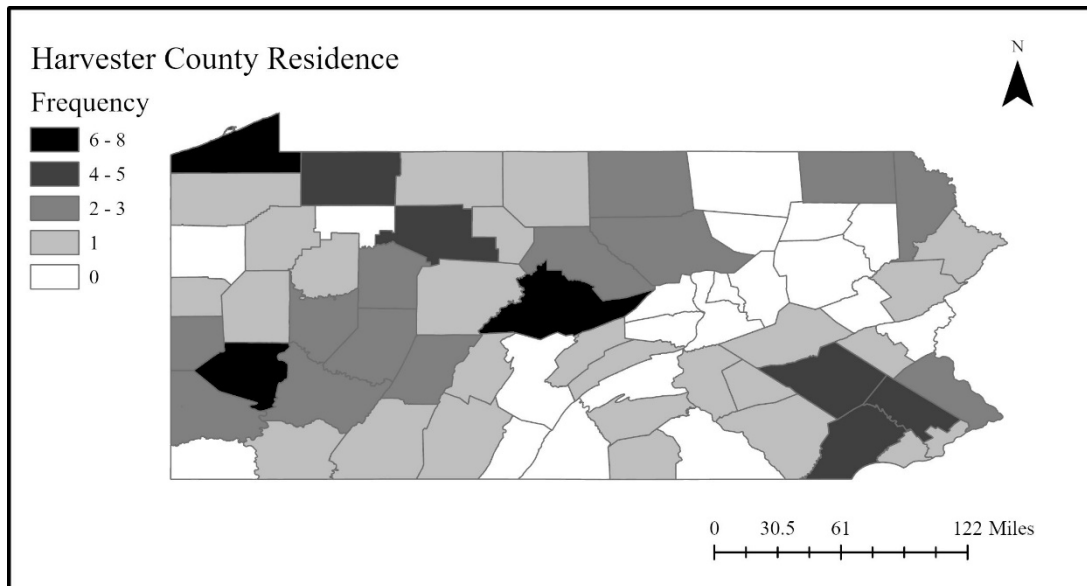 Harvester County Residence
N
Frequency
6 - 8
4 - 5
2 - 3
1
0
0 30.5 61 122 Miles